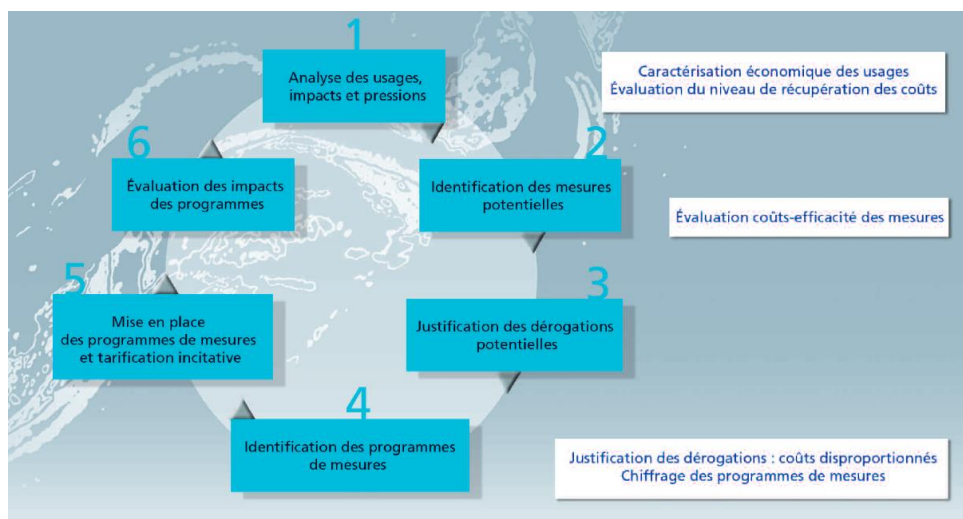 1
Analyse des usages,
impacts et pressions
Caractérisation économique des usages
Évaluation du niveau de récupération des coûts
2
Identification des mesures
potentielles
Évaluation coûts-efficacité des mesures
3
Justification des dérogations
potentielles
4
Identification des programmes
de mesures
Justification des dérogations : coûts disproportionnés
Chiffrage des programmes de mesures
5
Mise en place
des programmes de mesures
et tarification incitative
6
Évaluation des impacts
des programmes